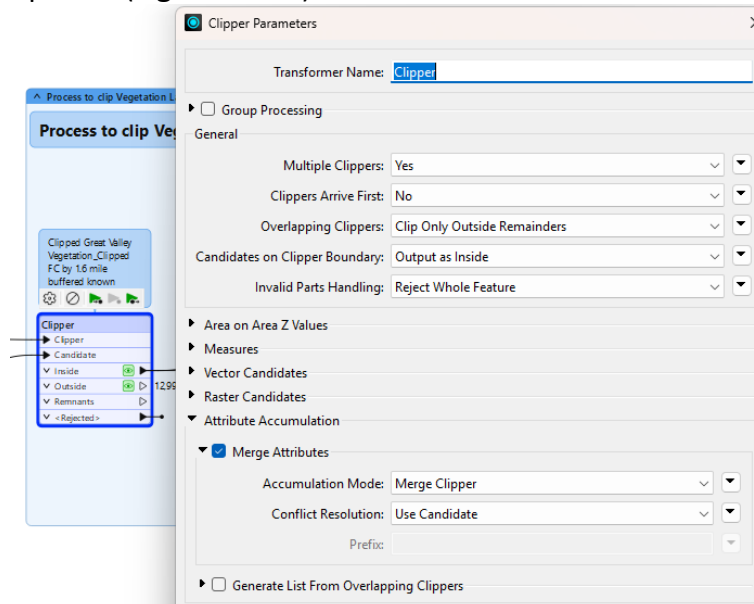 Clipper Parameters
Transformer Name: Clipper
Process to clip Vegetation L
Group Processing
Process to clip Veg
General
Multiple Clippers: Yes
Clippers Arrive First: No
Overlapping Clippers: Clip Only Outside Remainders
Candidates on Clipper Boundary: Output as Inside
Invalid Parts Handling: Reject Whole Feature
Clipped Great Valley
Vegetation_Clipped
FC by 1.6 mile
buffered known
Clipper
Clipper
Candidate
Inside
Outside
12,99
Remnants
<Rejected>
Area on Area Z Values
Measures
Vector Candidates
Raster Candidates
Attribute Accumulation
Merge Attributes
Accumulation Mode: Merge Clipper
Conflict Resolution: Use Candidate
Prefix:
Generate List From Overlapping Clippers